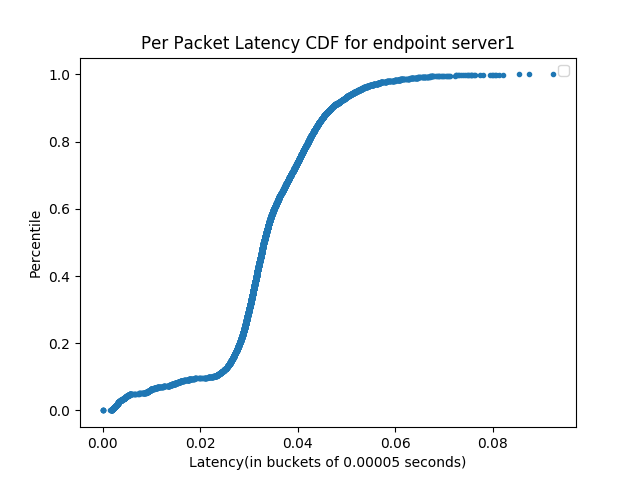 Per Packet Latency CDF for endpoint server1
1.0
0.8
0.6
0.4
0.2
0.0
Percentile
0.00 0.02 0.04 0.06 0.08
Latency(in buckets of 0.00005 seconds)